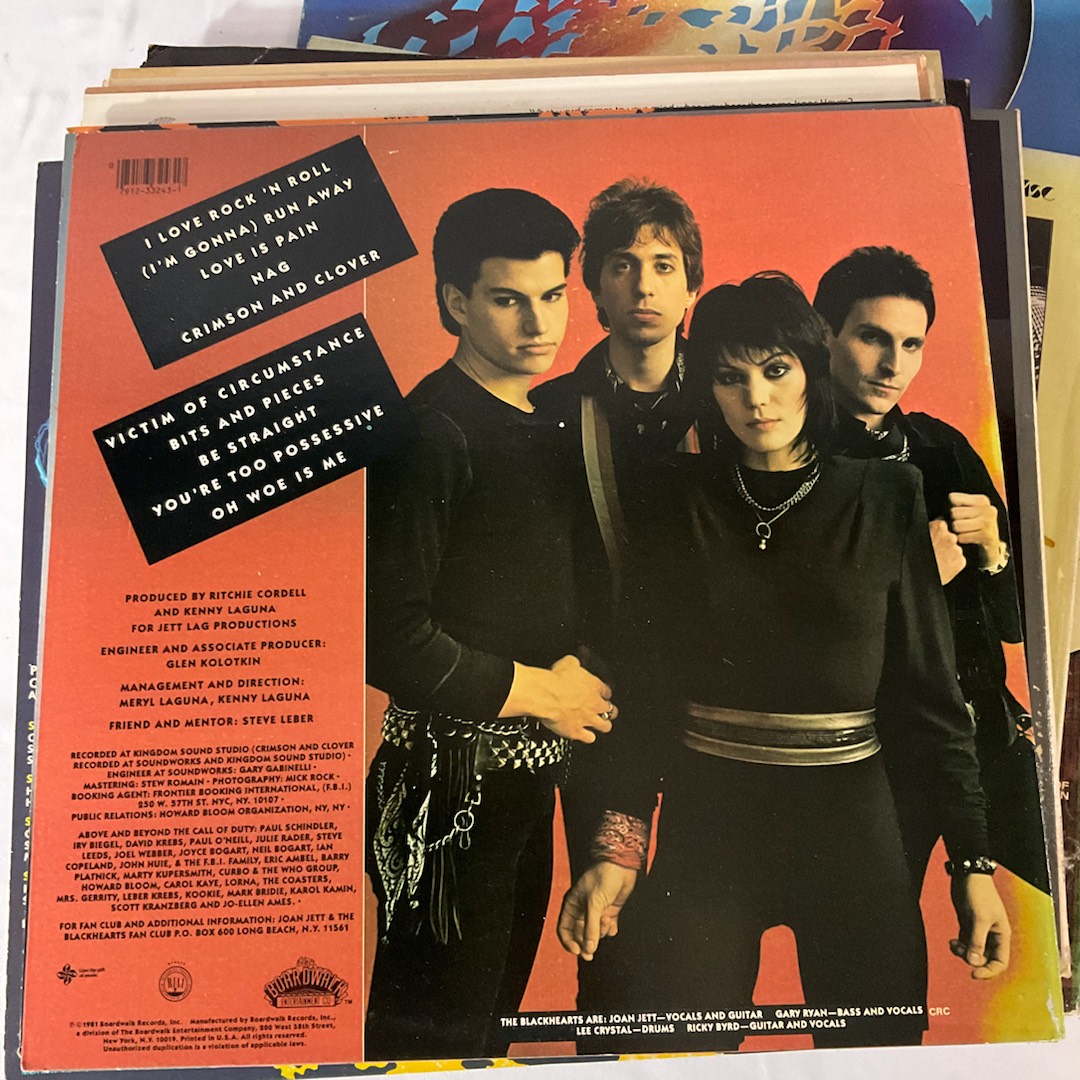 0
7912-33243-1
I LOVE ROCK 'N ROLL
(I'M GONNA) RUN AWAY
LOVE IS PAIN
NAG
CRIMSON AND CLOVER
VICTIM OF CIRCUMSTANCE
BITS AND PIECES
BE STRAIGHT
YOU'RE TOO POSSESSIVE
OH WOE IS ME
PRODUCED BY RITCHIE CORDELL
AND KENNY LAGUNA
FOR JETT LAG PRODUCTIONS
ENGINEER AND ASSOCIATE PRODUCER:
GLEN KOLOTKIN
MANAGEMENT AND DIRECTION:
MERYL LAGUNA, KENNY LAGUNA
FRIEND AND MENTOR: STEVE LEBER
RECORDED AT KINGDOM SOUND STUDIO (CRIMSON AND CLOVER
RECORDED AT SOUNDWORKS AND KINGDOM SOUND STUDIO) •
ENGINEER AT SOUNDWORKS: GARY GABINELLI •
MASTERING: STEW ROMAIN • PHOTOGRAPHY: MICK ROCK •
BOOKING AGENT: FRONTIER BOOKING INTERNATIONAL, (F.B.I.)
250 W. 57TH ST. NYC, NY. 10107 •
PUBLIC RELATIONS: HOWARD BLOOM ORGANIZATION, NY, NY •
ABOVE AND BEYOND THE CALL OF DUTY: PAUL SCHINDLER,
IRV BIEGEL, DAVID KREBS, PAUL O'NEILL, JULIE RADER, STEVE
LEEDS, JOEL WEBBER, JOYCE BOGART, NEIL BOGART, IAN
COPELAND, JOHN HUIE, & THE F.B.I. FAMILY, ERIC AMBEL, BARRY
PLATNICK, MARTY KUPERSMITH, CURBO & THE WHO GROUP,
HOWARD BLOOM, CAROL KAYE, LORNA, THE COASTERS,
MRS. GERRITY, LEBER KREBS, KOOKIE, MARK BRIDIE, KAROL KAMIN,
SCOTT KRANZBERG AND JO-ELLEN AMES. •
FOR FAN CLUB AND ADDITIONAL INFORMATION: JOAN JETT & THE
BLACKHEARTS FAN CLUB P.O. BOX 600 LONG BEACH, N.Y. 11561
Give the gift
of music.
THE
BOARDWALK
ENTERTAINMENT CO.
TM
℗ © 1981 Boardwalk Records, Inc. Manufactured by Boardwalk Records, Inc.,
a division of The Boardwalk Entertainment Company, 200 West 58th Street,
New York, N.Y. 10019. Printed in U.S.A. All rights reserved.
Unauthorized duplication is a violation of applicable laws.
THE BLACKHEARTS ARE: JOAN JETT—VOCALS AND GUITAR GARY RYAN—BASS AND VOCALS
LEE CRYSTAL—DRUMS RICKY BYRD—GUITAR AND VOCALS
CRC